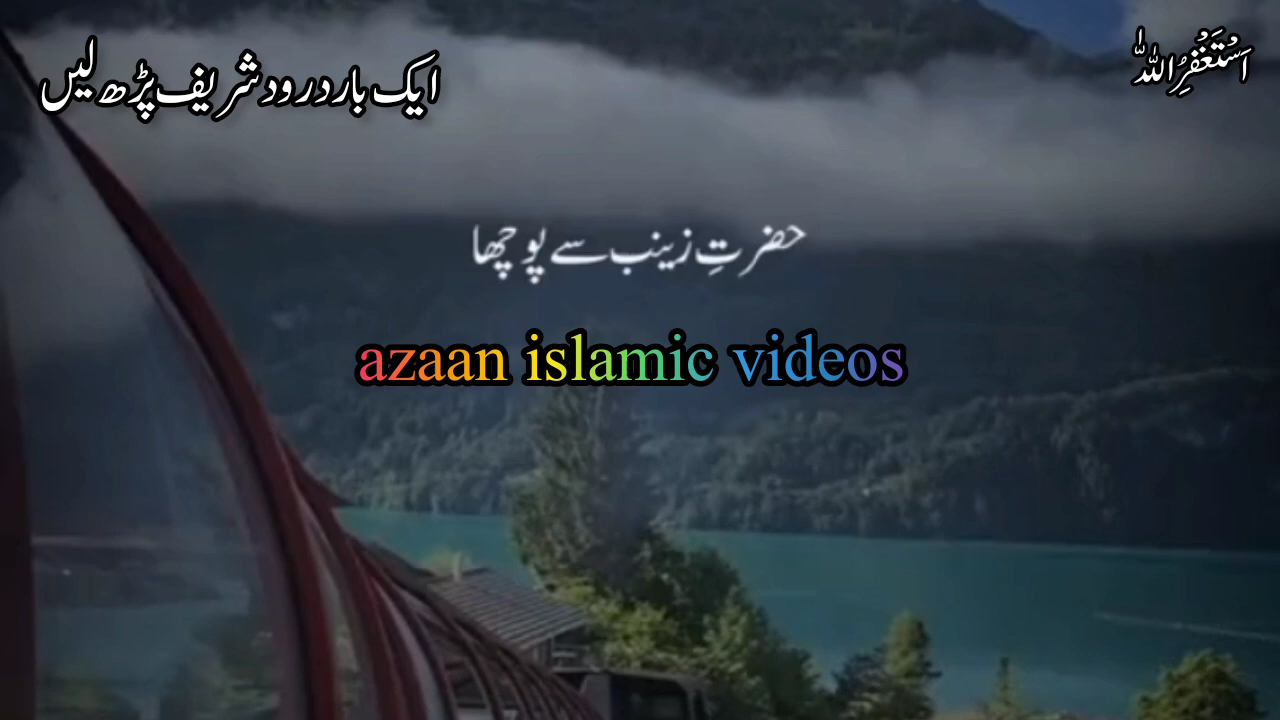 اَسْتَغْفِرُاللّٰه
ایک بار درود شریف پڑھ لیں
حضرتِ زینب سے پوچھا
azaan islamic videos